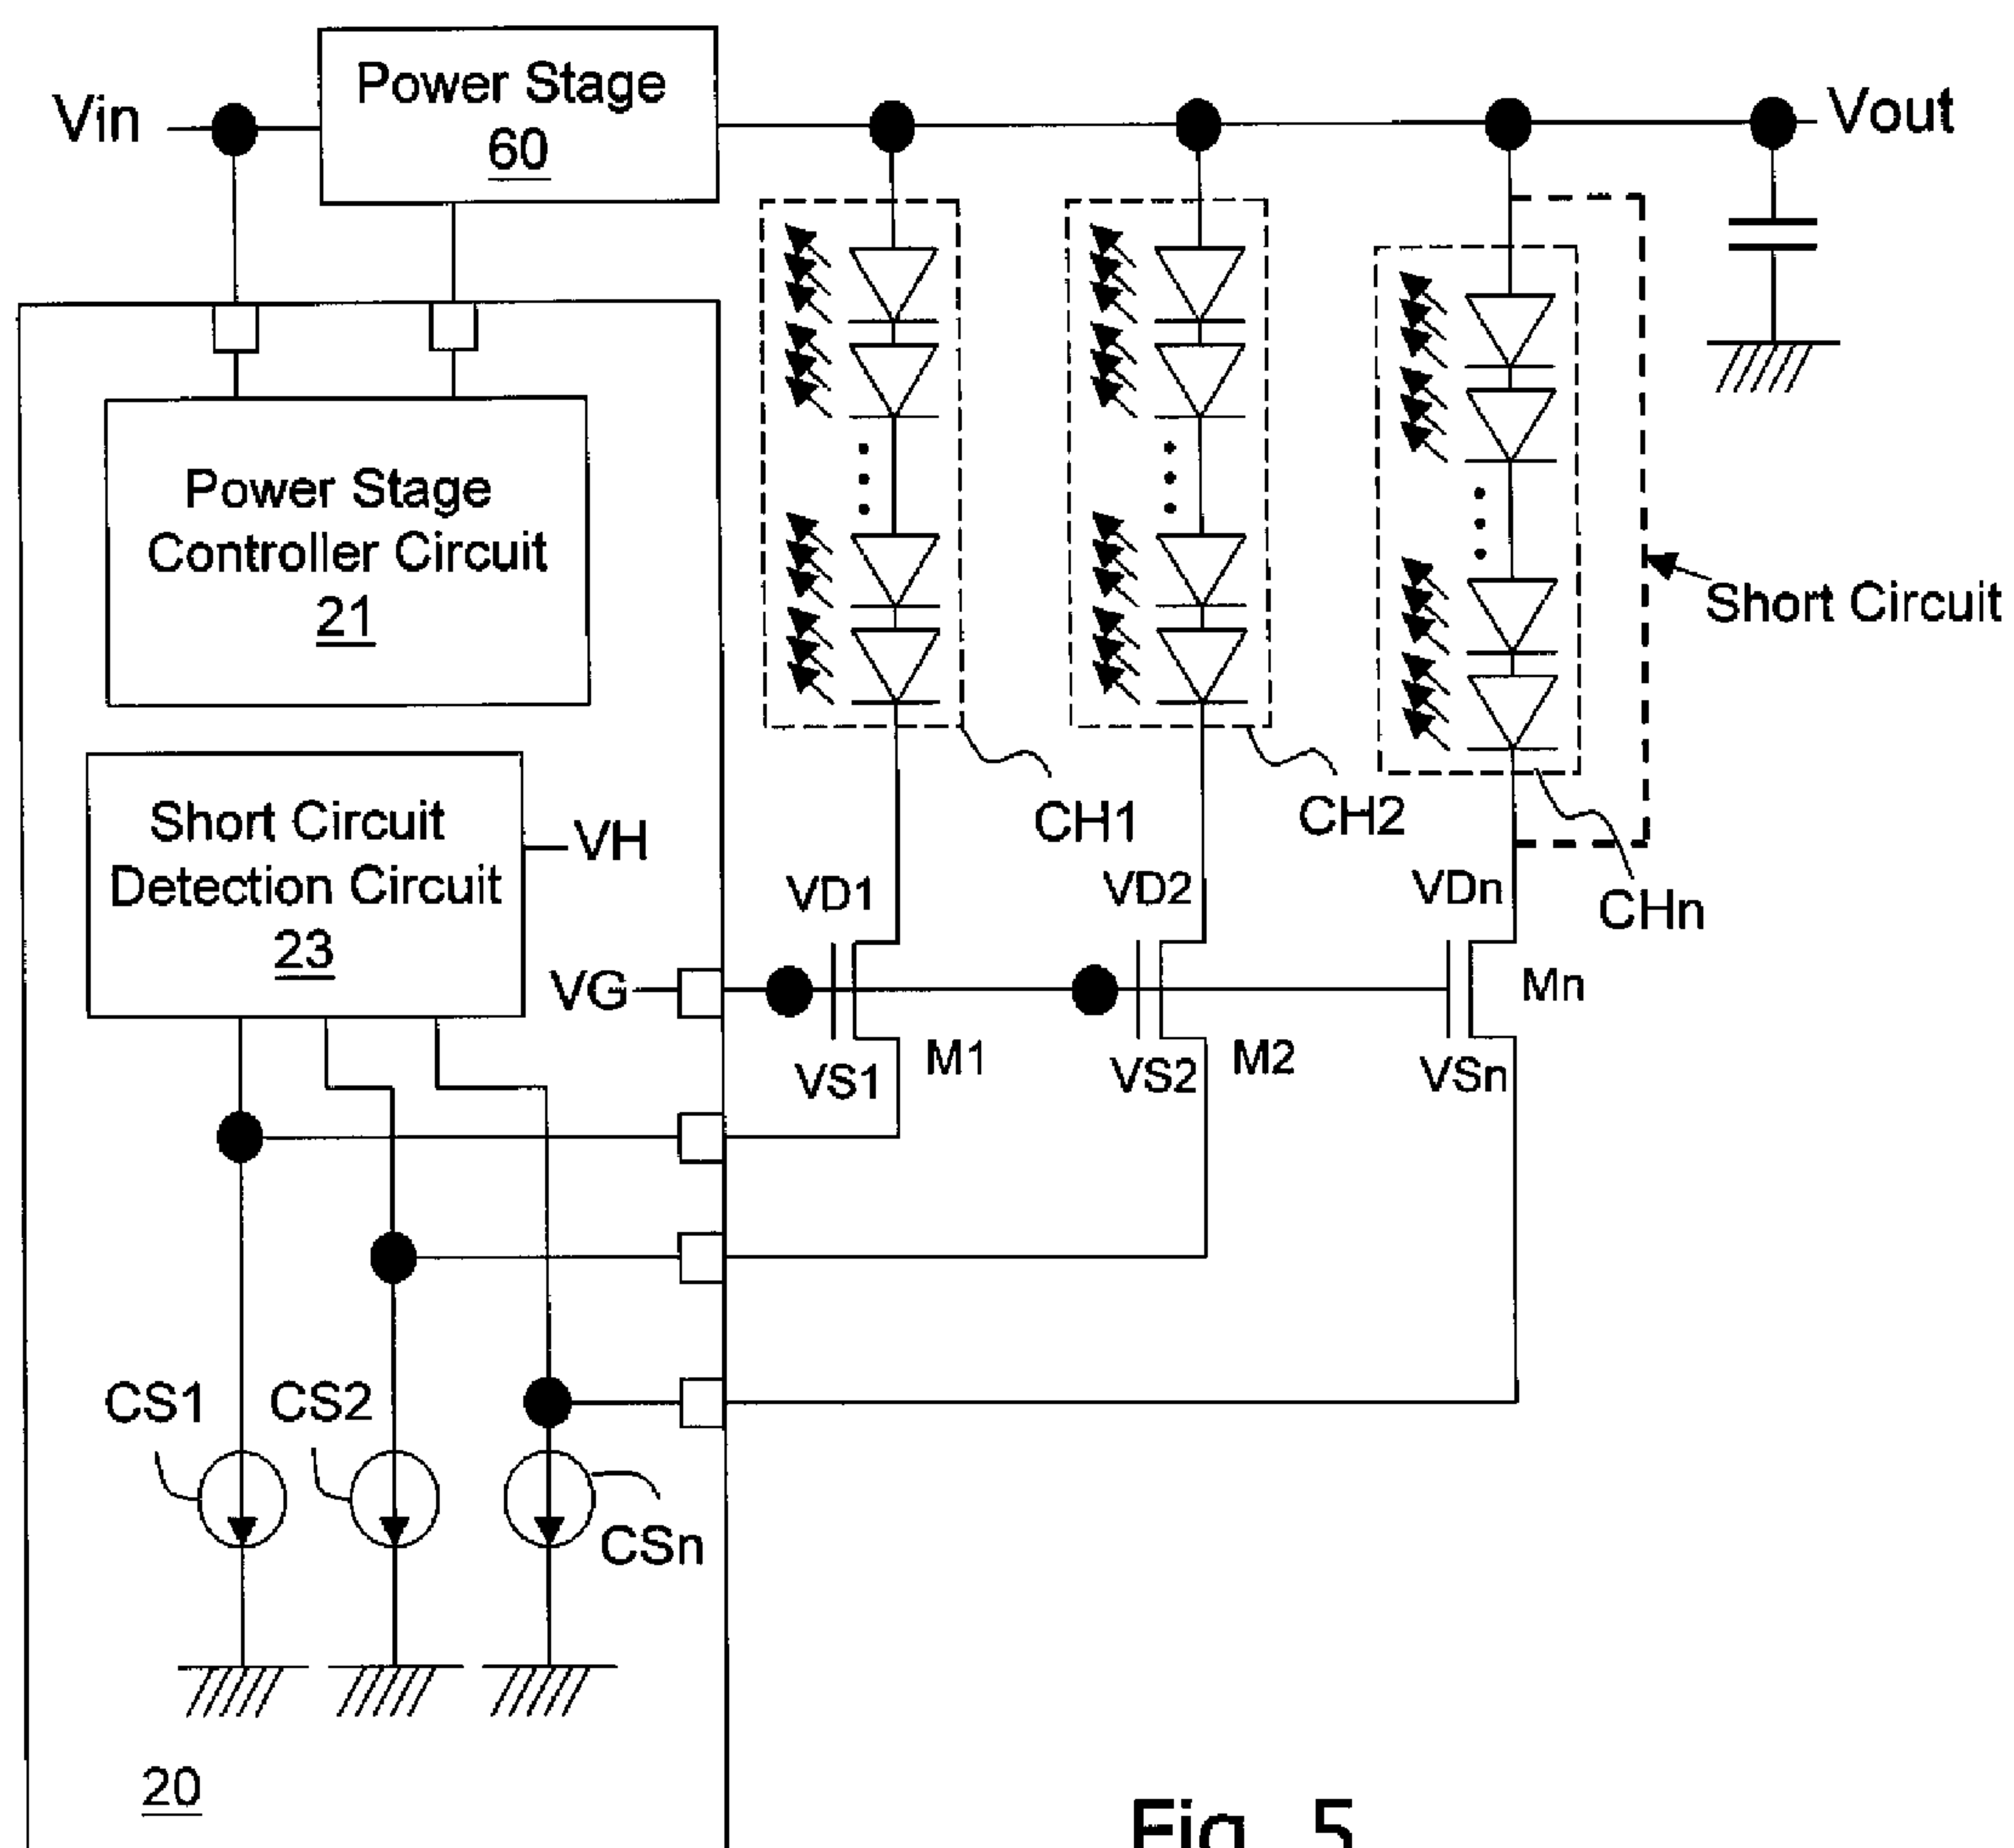 Vin
Power Stage
60
Vout
Power Stage
Controller Circuit
21
Short Circuit
Short Circuit
Detection Circuit
23
VH
CH1
CH2
CHn
VD1
VD2
VDn
VG
M1
M2
Mn
VS1
VS2
VSn
CS1
CS2
CSn
20
Fig. 5